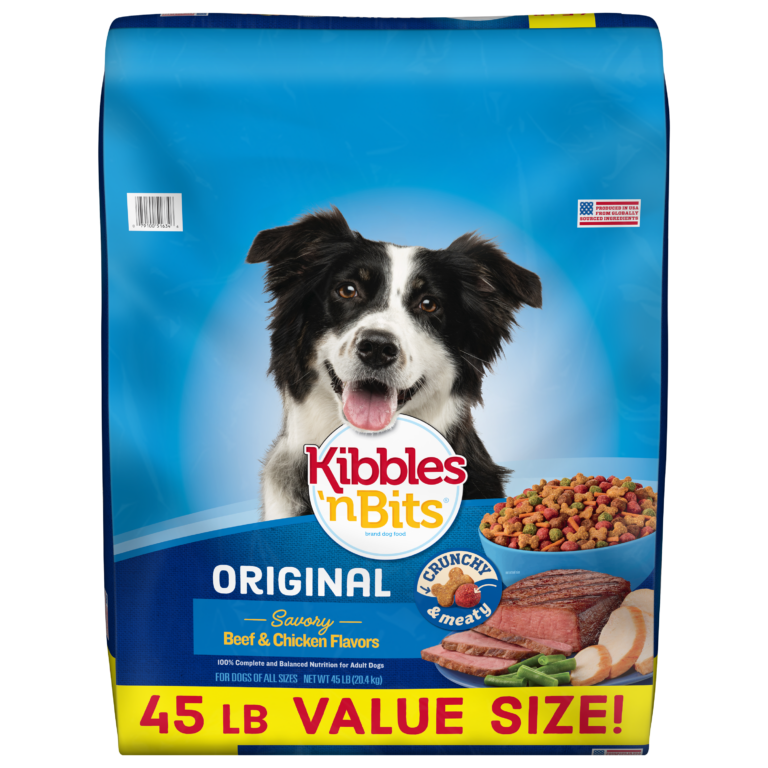 PRODUCED IN USA
FROM GLOBALLY
SOURCED INGREDIENTS
Kibbles
'n Bits®
brand dog food
CRUNCHY
& meaty
ORIGINAL
Savory
Beef & Chicken Flavors
100% Complete and Balanced Nutrition for Adult Dogs
FOR DOGS OF ALL SIZES NET WT 45 LB (20.4 kg)
45 LB VALUE SIZE!